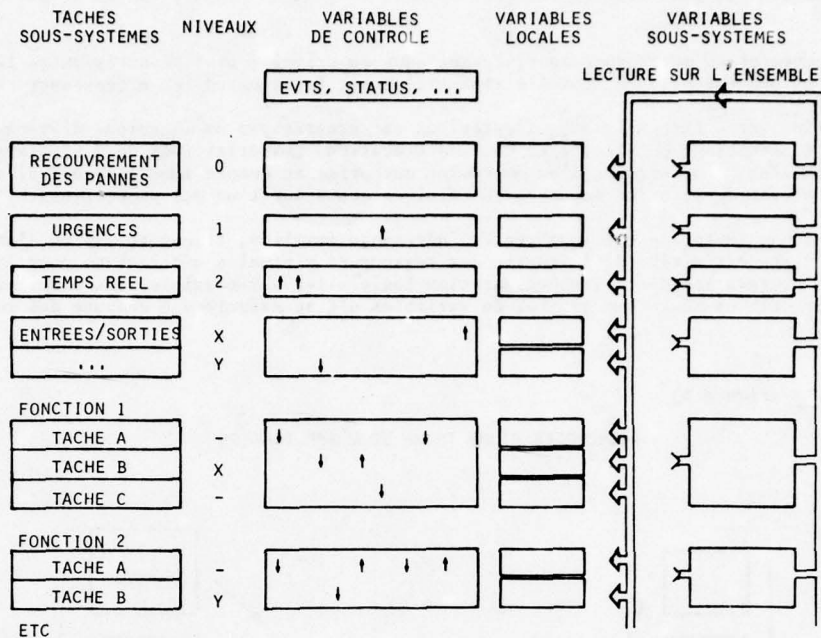 TACHES
SOUS-SYSTEMES
NIVEAUX
VARIABLES
DE CONTROLE
VARIABLES
LOCALES
VARIABLES
SOUS-SYSTEMES
LECTURE SUR L'ENSEMBLE
EVTS, STATUS, ...
RECOUVREMENT
DES PANNES
0
URGENCES
1
TEMPS REEL
2
ENTREES/SORTIES
X
...
Y
FONCTION 1
TACHE A
-
TACHE B
X
TACHE C
-
FONCTION 2
TACHE A
-
TACHE B
Y
ETC